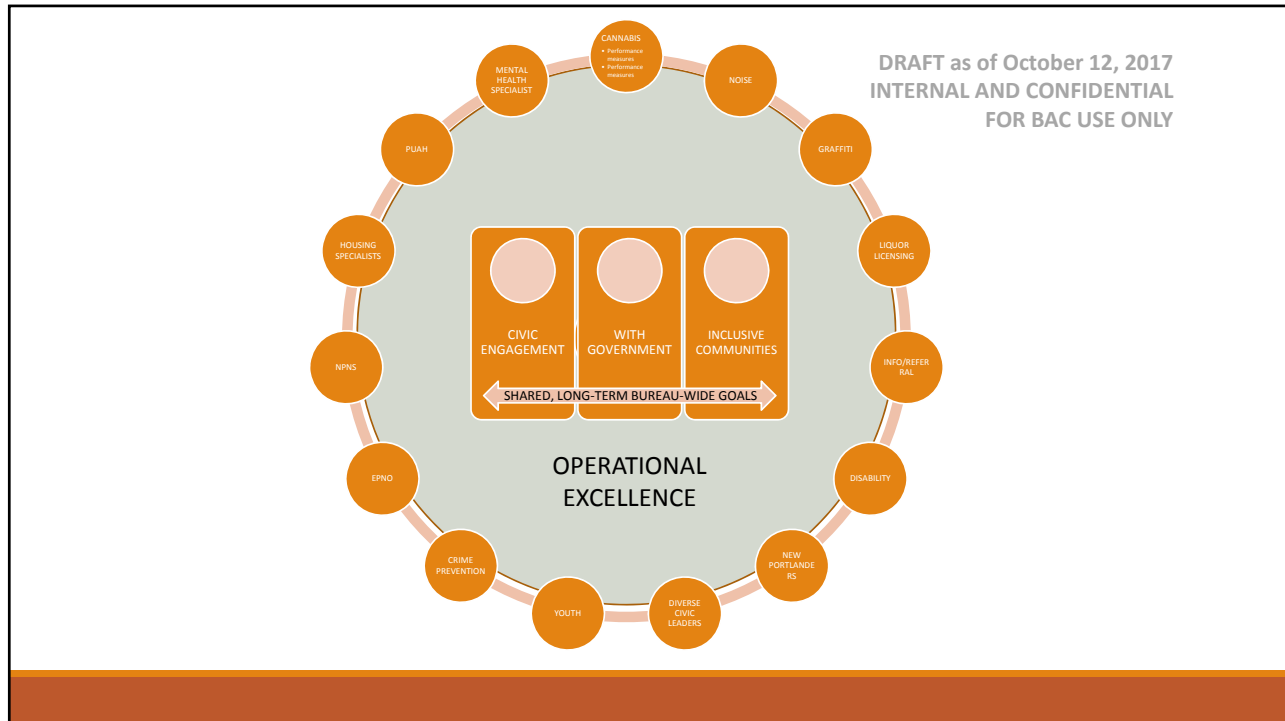 DRAFT as of October 12, 2017
INTERNAL AND CONFIDENTIAL
FOR BAC USE ONLY
CANNABIS
• Performance
measures
• Performance
measures
NOISE
GRAFFITI
LIQUOR
LICENSING
INFO/REFER
RAL
DISABILITY
NEW
PORTLANDE
RS
DIVERSE
CIVIC
LEADERS
YOUTH
CRIME
PREVENTION
EPNO
NPNS
HOUSING
SPECIALISTS
PUAH
MENTAL
HEALTH
SPECIALIST
CIVIC
ENGAGEMENT
WITH
GOVERNMENT
INCLUSIVE
COMMUNITIES
SHARED, LONG-TERM BUREAU-WIDE GOALS
OPERATIONAL
EXCELLENCE